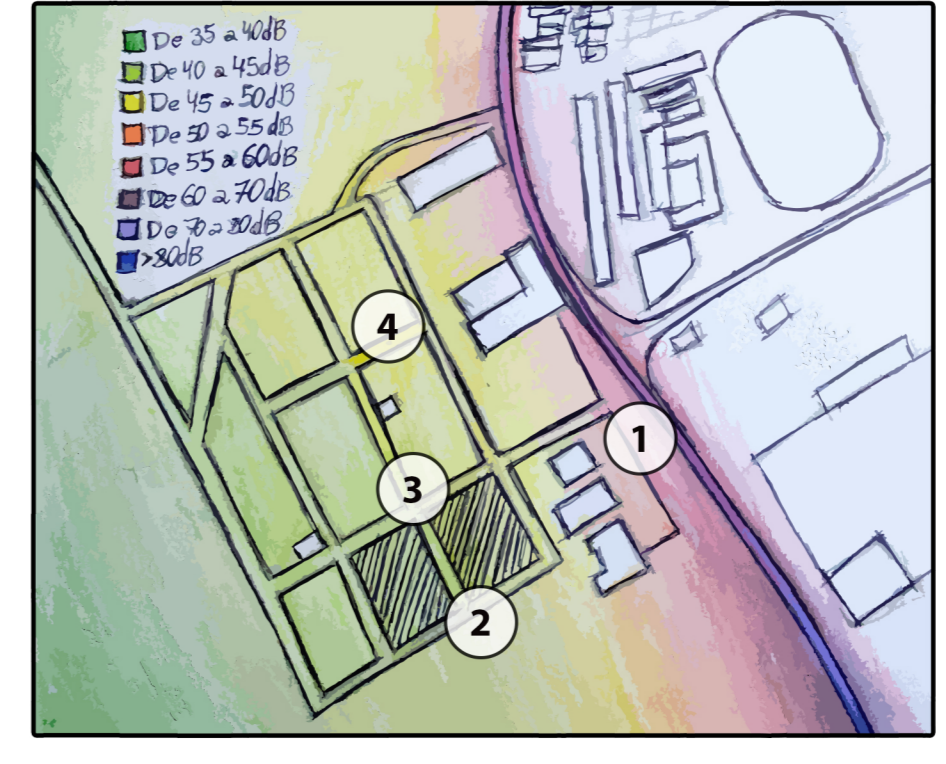 De 35 a 40dB
De 40 a 45dB
De 45 a 50dB
De 50 a 55dB
De 55 a 60dB
De 60 a 70dB
De 70 a 80dB
>80dB
4
1
3
2